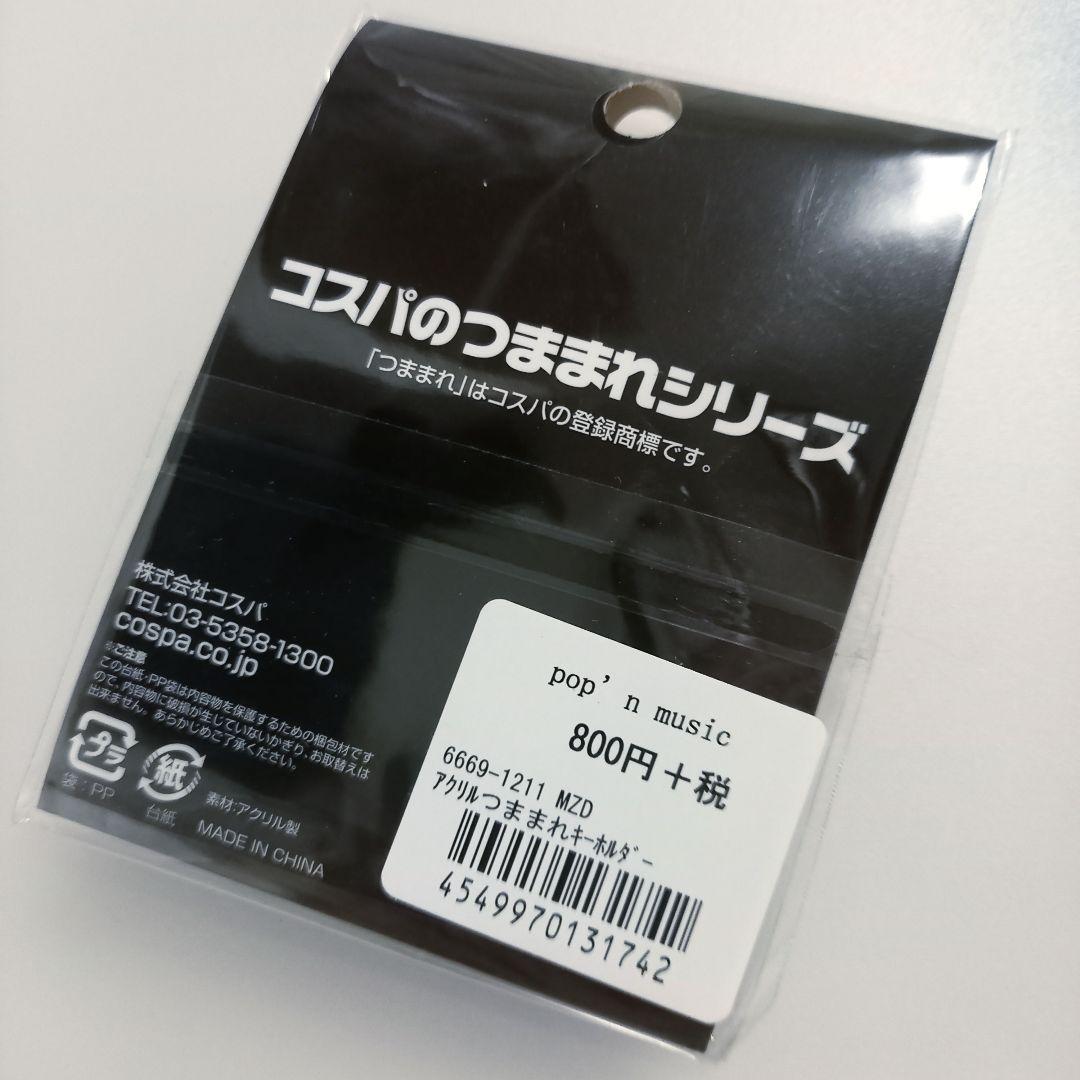 コスパのつままれシリーズ
「つままれ」はコスパの登録商標です。
株式会社コスパ
TEL:03-5358-1300
cospa.co.jp
※ご注意
この台紙・PP袋は内容物を保護するための梱包材です
ので、内容物に破損が生じていないかぎり、お取替えは
出来ません。あらかじめご了承ください。
プラ
紙
袋：PP
台紙
素材:アクリル製
MADE IN CHINA
pop'n music
800円+税
6669-1211 MZD
ｱｸﾘﾙつままれｷｰﾎﾙﾀﾞｰ
4549970131742